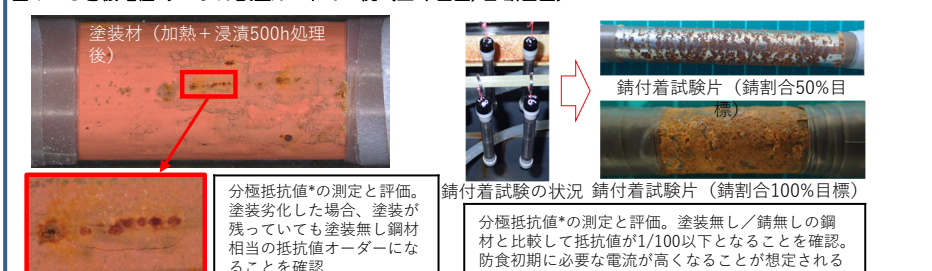 塗装材（加熱＋浸漬500h処理
後）
錆付着試験片（錆割合50%目
標）
錆付着試験の状況
錆付着試験片（錆割合100%目標）
分極抵抗値*の測定と評価。
塗装劣化した場合、塗装が
残っていても塗装無し鋼材
相当の抵抗値オーダーにな
ることを確認
分極抵抗値*の測定と評価。塗装無し／錆無しの鋼
材と比較して抵抗値が1/100以下となることを確認。
防食初期に必要な電流が高くなることが想定される